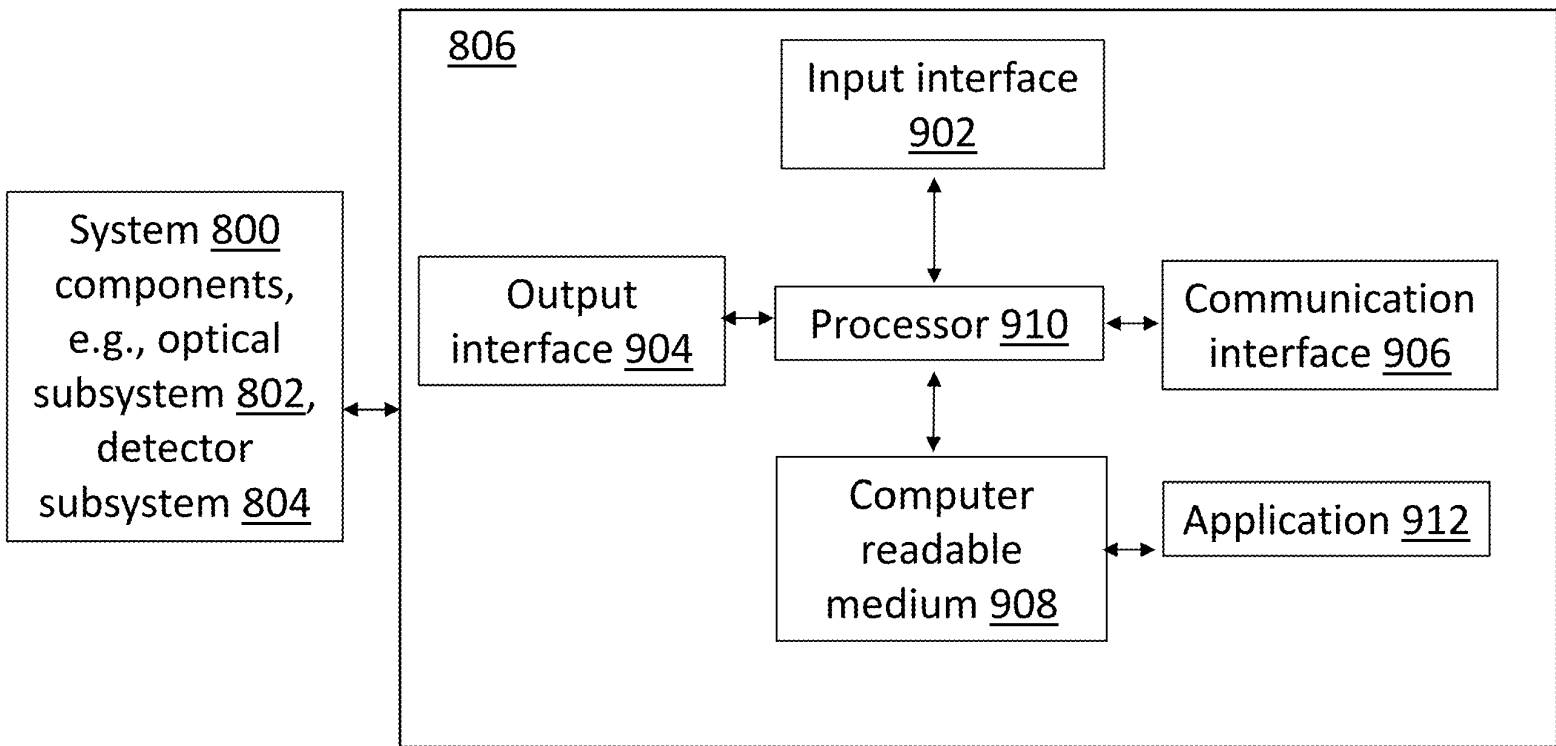 806
Input interface
902
System 800
components,
e.g., optical
subsystem 802,
detector
subsystem 804
Output
interface 904
Processor 910
Communication
interface 906
Computer
readable
medium 908
Application 912